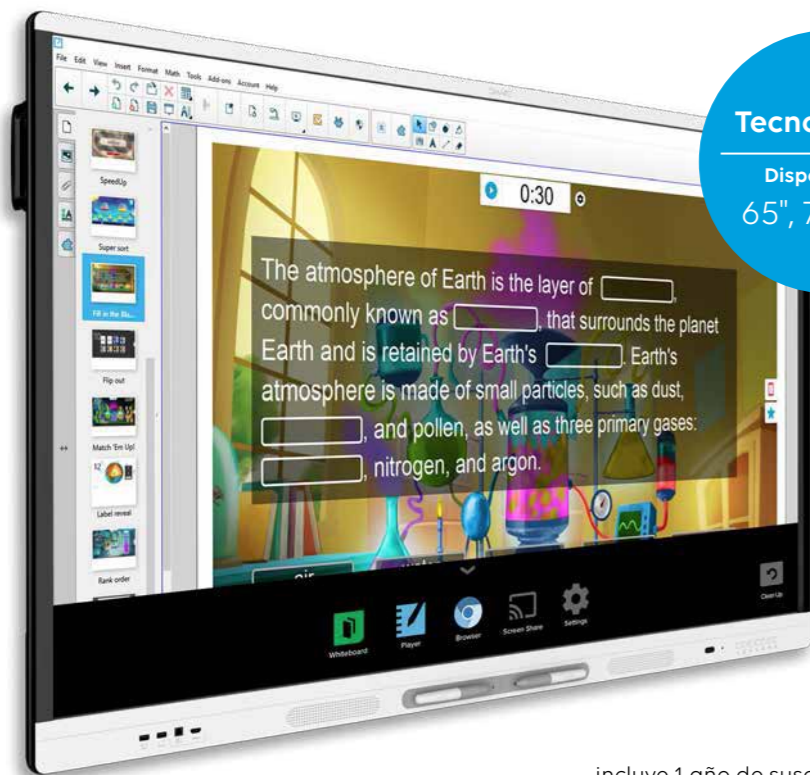 File Edit View Insert Format Math Tools Add-ons Account Help
SMART
SpeedUp
Super sort
Fill in the Bla...
Flip out
Match 'Em Up!
Label reveal
Rank order
0:30
The atmosphere of Earth is the layer of
commonly known as , that surrounds the planet
Earth and is retained by Earth's . Earth's
atmosphere is made of small particles, such as dust,
, and pollen, as well as three primary gases:
, nitrogen, and argon.
air
Whiteboard
Player
Browser
Screen Share
Settings
Clean Up
Tecno
Dispo
65", 7
incluye 1 año de susc